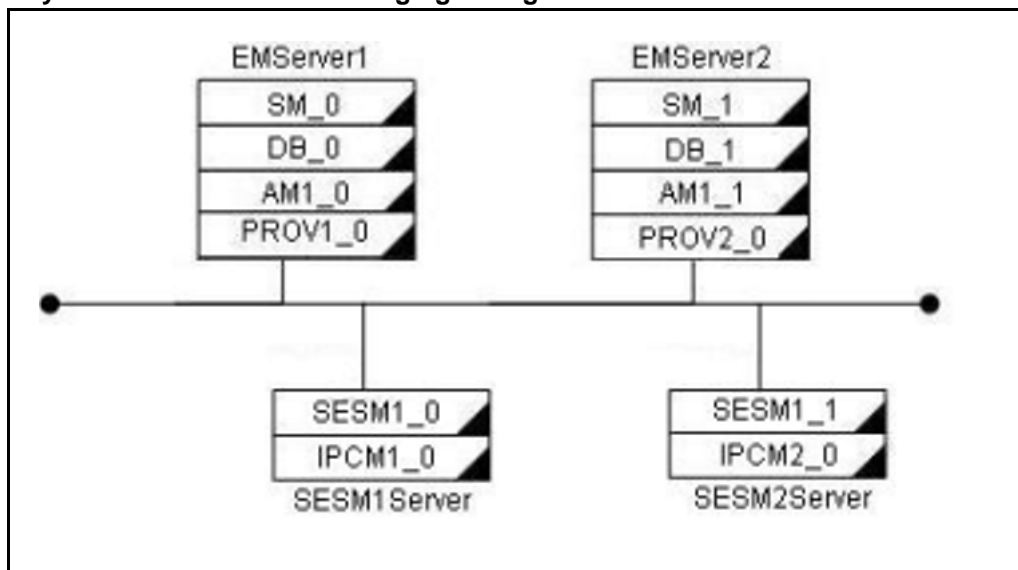 EMServer1
SM_0
DB_0
AM1_0
PROV1_0
EMServer2
SM_1
DB_1
AM1_1
PROV2_0
SESM1_0
IPCM1_0
SESM1Server
SESM1_1
IPCM2_0
SESM2Server